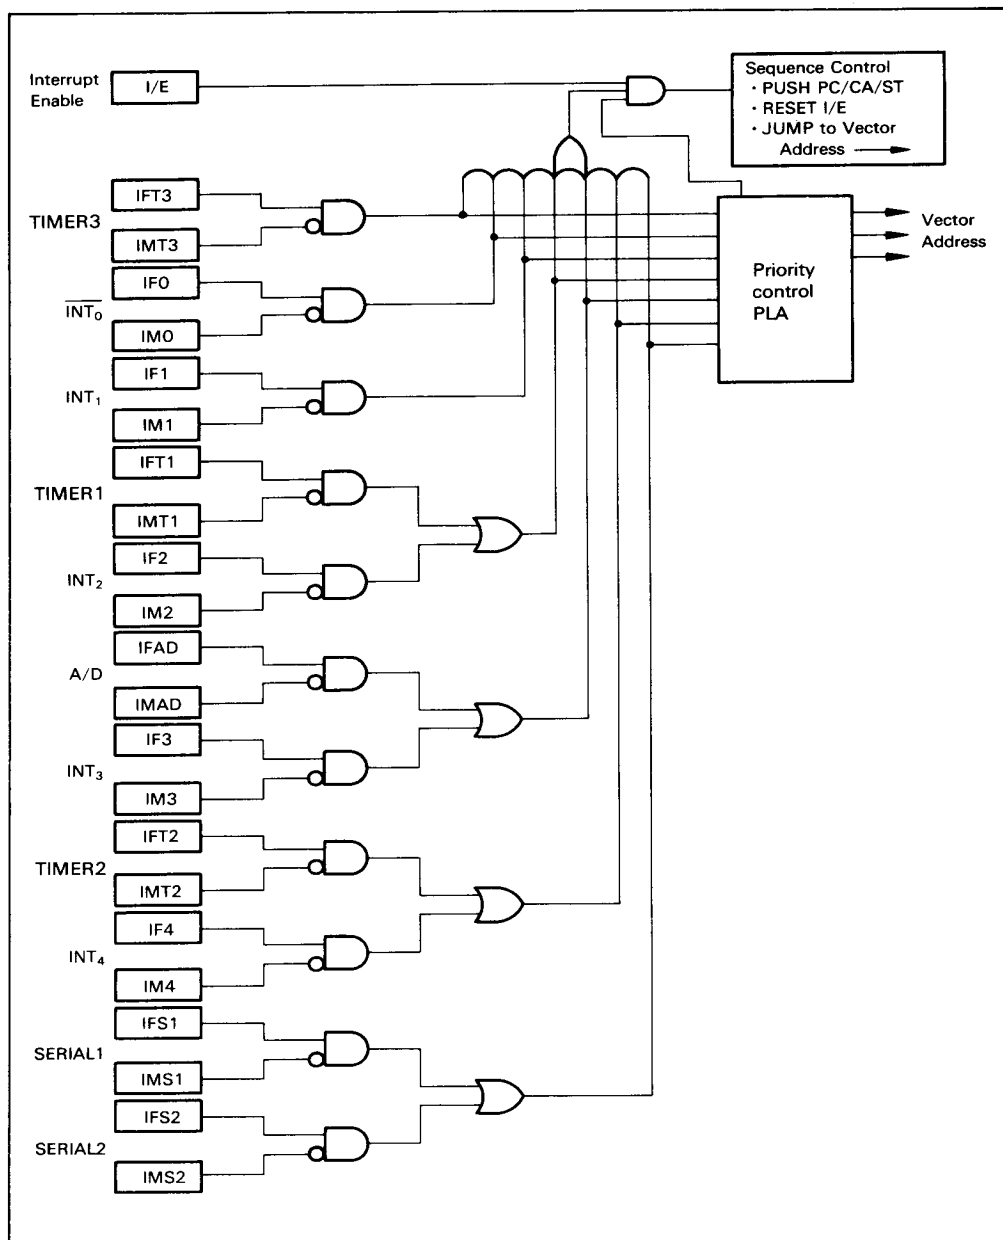 Interrupt
Enable
I/E
Sequence Control
· PUSH PC/CA/ST
· RESET I/E
· JUMP to Vector
Address
TIMER3
IFT3
IMT3
Vector
Address
Priority
control
PLA
INT0
IF0
IM0
INT1
IF1
IM1
TIMER1
IFT1
IMT1
INT2
IF2
IM2
A/D
IFAD
IMAD
INT3
IF3
IM3
TIMER2
IFT2
IMT2
INT4
IF4
IM4
SERIAL1
IFS1
IMS1
SERIAL2
IFS2
IMS2